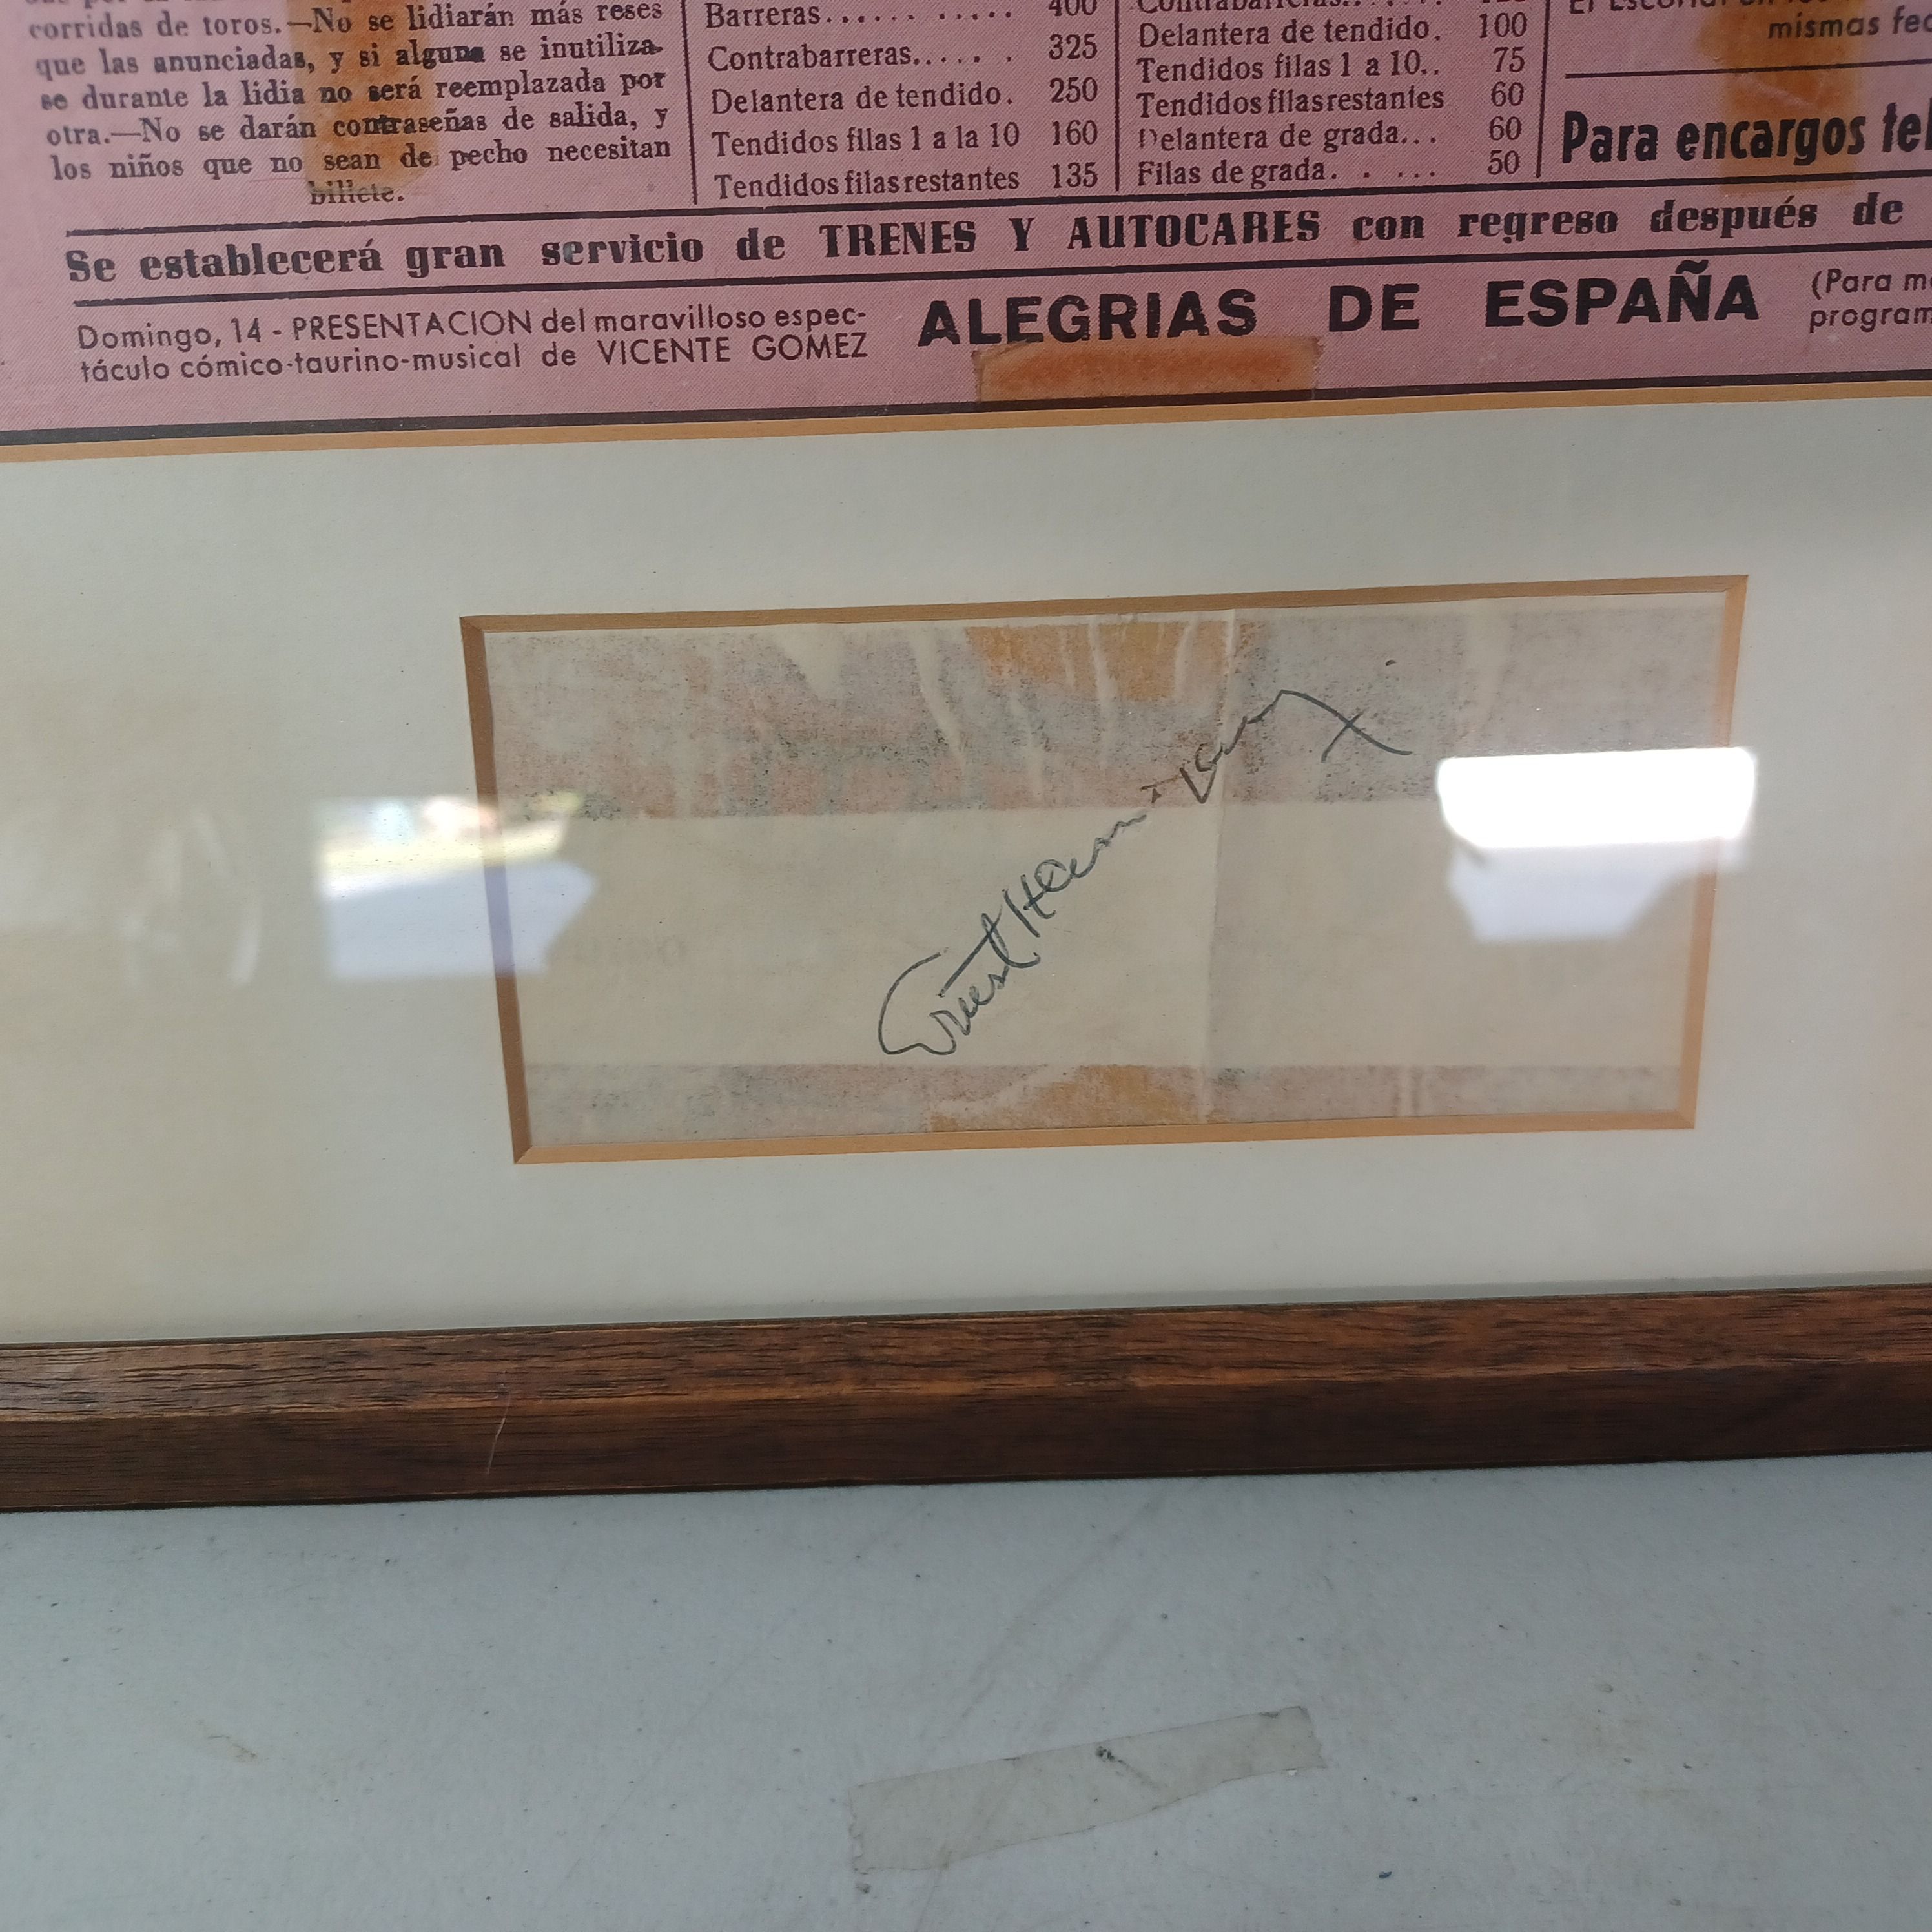 corridas de toros.—No se lidiarán más reses
que las anunciadas, y si alguna se inutiliza-
se durante la lidia no será reemplazada por
otra.—No se darán contraseñas de salida, y
los niños que no sean de pecho necesitan
billete.
Barreras........... 400
Contrabarreras...... 325
Delantera de tendido. 250
Tendidos filas 1 a la 10 160
Tendidos filas restantes 135
Delantera de tendido. 100
Tendidos filas 1 a 10.. 75
Tendidos filas restantes 60
Delantera de grada... 60
Filas de grada. . ... 50
mismas fec
Para encargos tel
Se establecerá gran servicio de TRENES Y AUTOCARES con regreso después de
Domingo, 14 - PRESENTACION del maravilloso espec-
táculo cómico-taurino-musical de VICENTE GOMEZ
ALEGRIAS DE ESPAÑA
(Para m
program
Ernest Hemingway